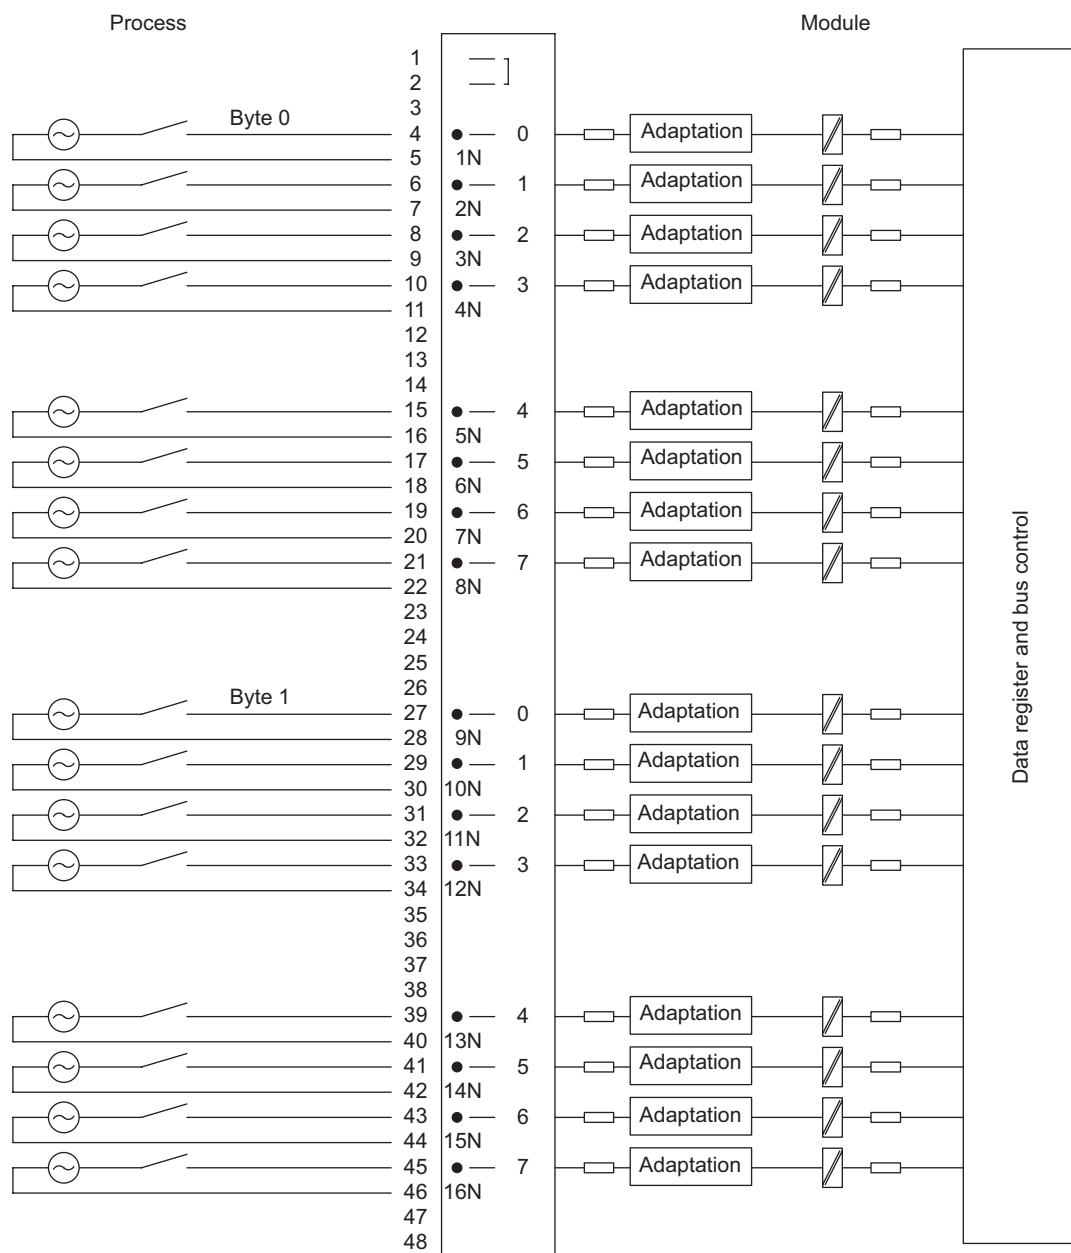 Process Module
1
2
3
Byte 0 4 0 Adaptation
5 1N
6 1 Adaptation
7 2N
8 2 Adaptation
9 3N
10 3 Adaptation
11 4N
12
13
14
15 4 Adaptation
16 5N
17 5 Adaptation
18 6N
19 6 Adaptation
20 7N
21 7 Adaptation
22 8N
23
24
25
26
Byte 1 27 0 Adaptation
28 9N
29 1 Adaptation
30 10N
31 2 Adaptation
32 11N
33 3 Adaptation
34 12N
35
36
37
38
39 4 Adaptation
40 13N
41 5 Adaptation
42 14N
43 6 Adaptation
44 15N
45 7 Adaptation
46 16N
47
48
Data register and bus control